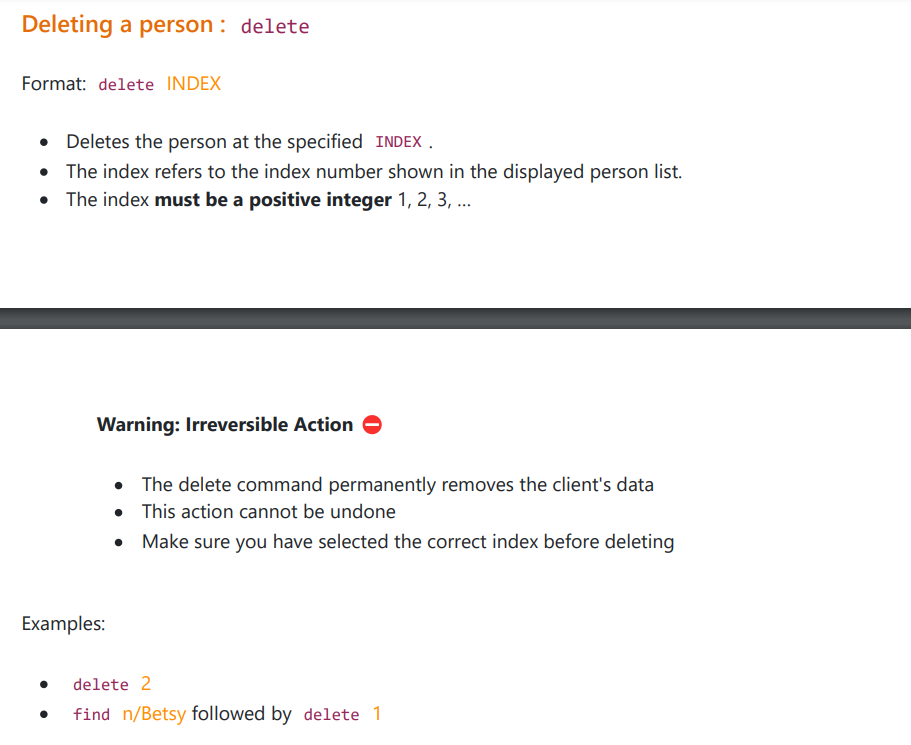 Deleting a person : delete
Format: delete INDEX
• Deletes the person at the specified INDEX .
• The index refers to the index number shown in the displayed person list.
• The index must be a positive integer 1, 2, 3, ...
Warning: Irreversible Action ⛔
• The delete command permanently removes the client's data
• This action cannot be undone
• Make sure you have selected the correct index before deleting
Examples:
• delete 2
• find n/Betsy followed by delete 1